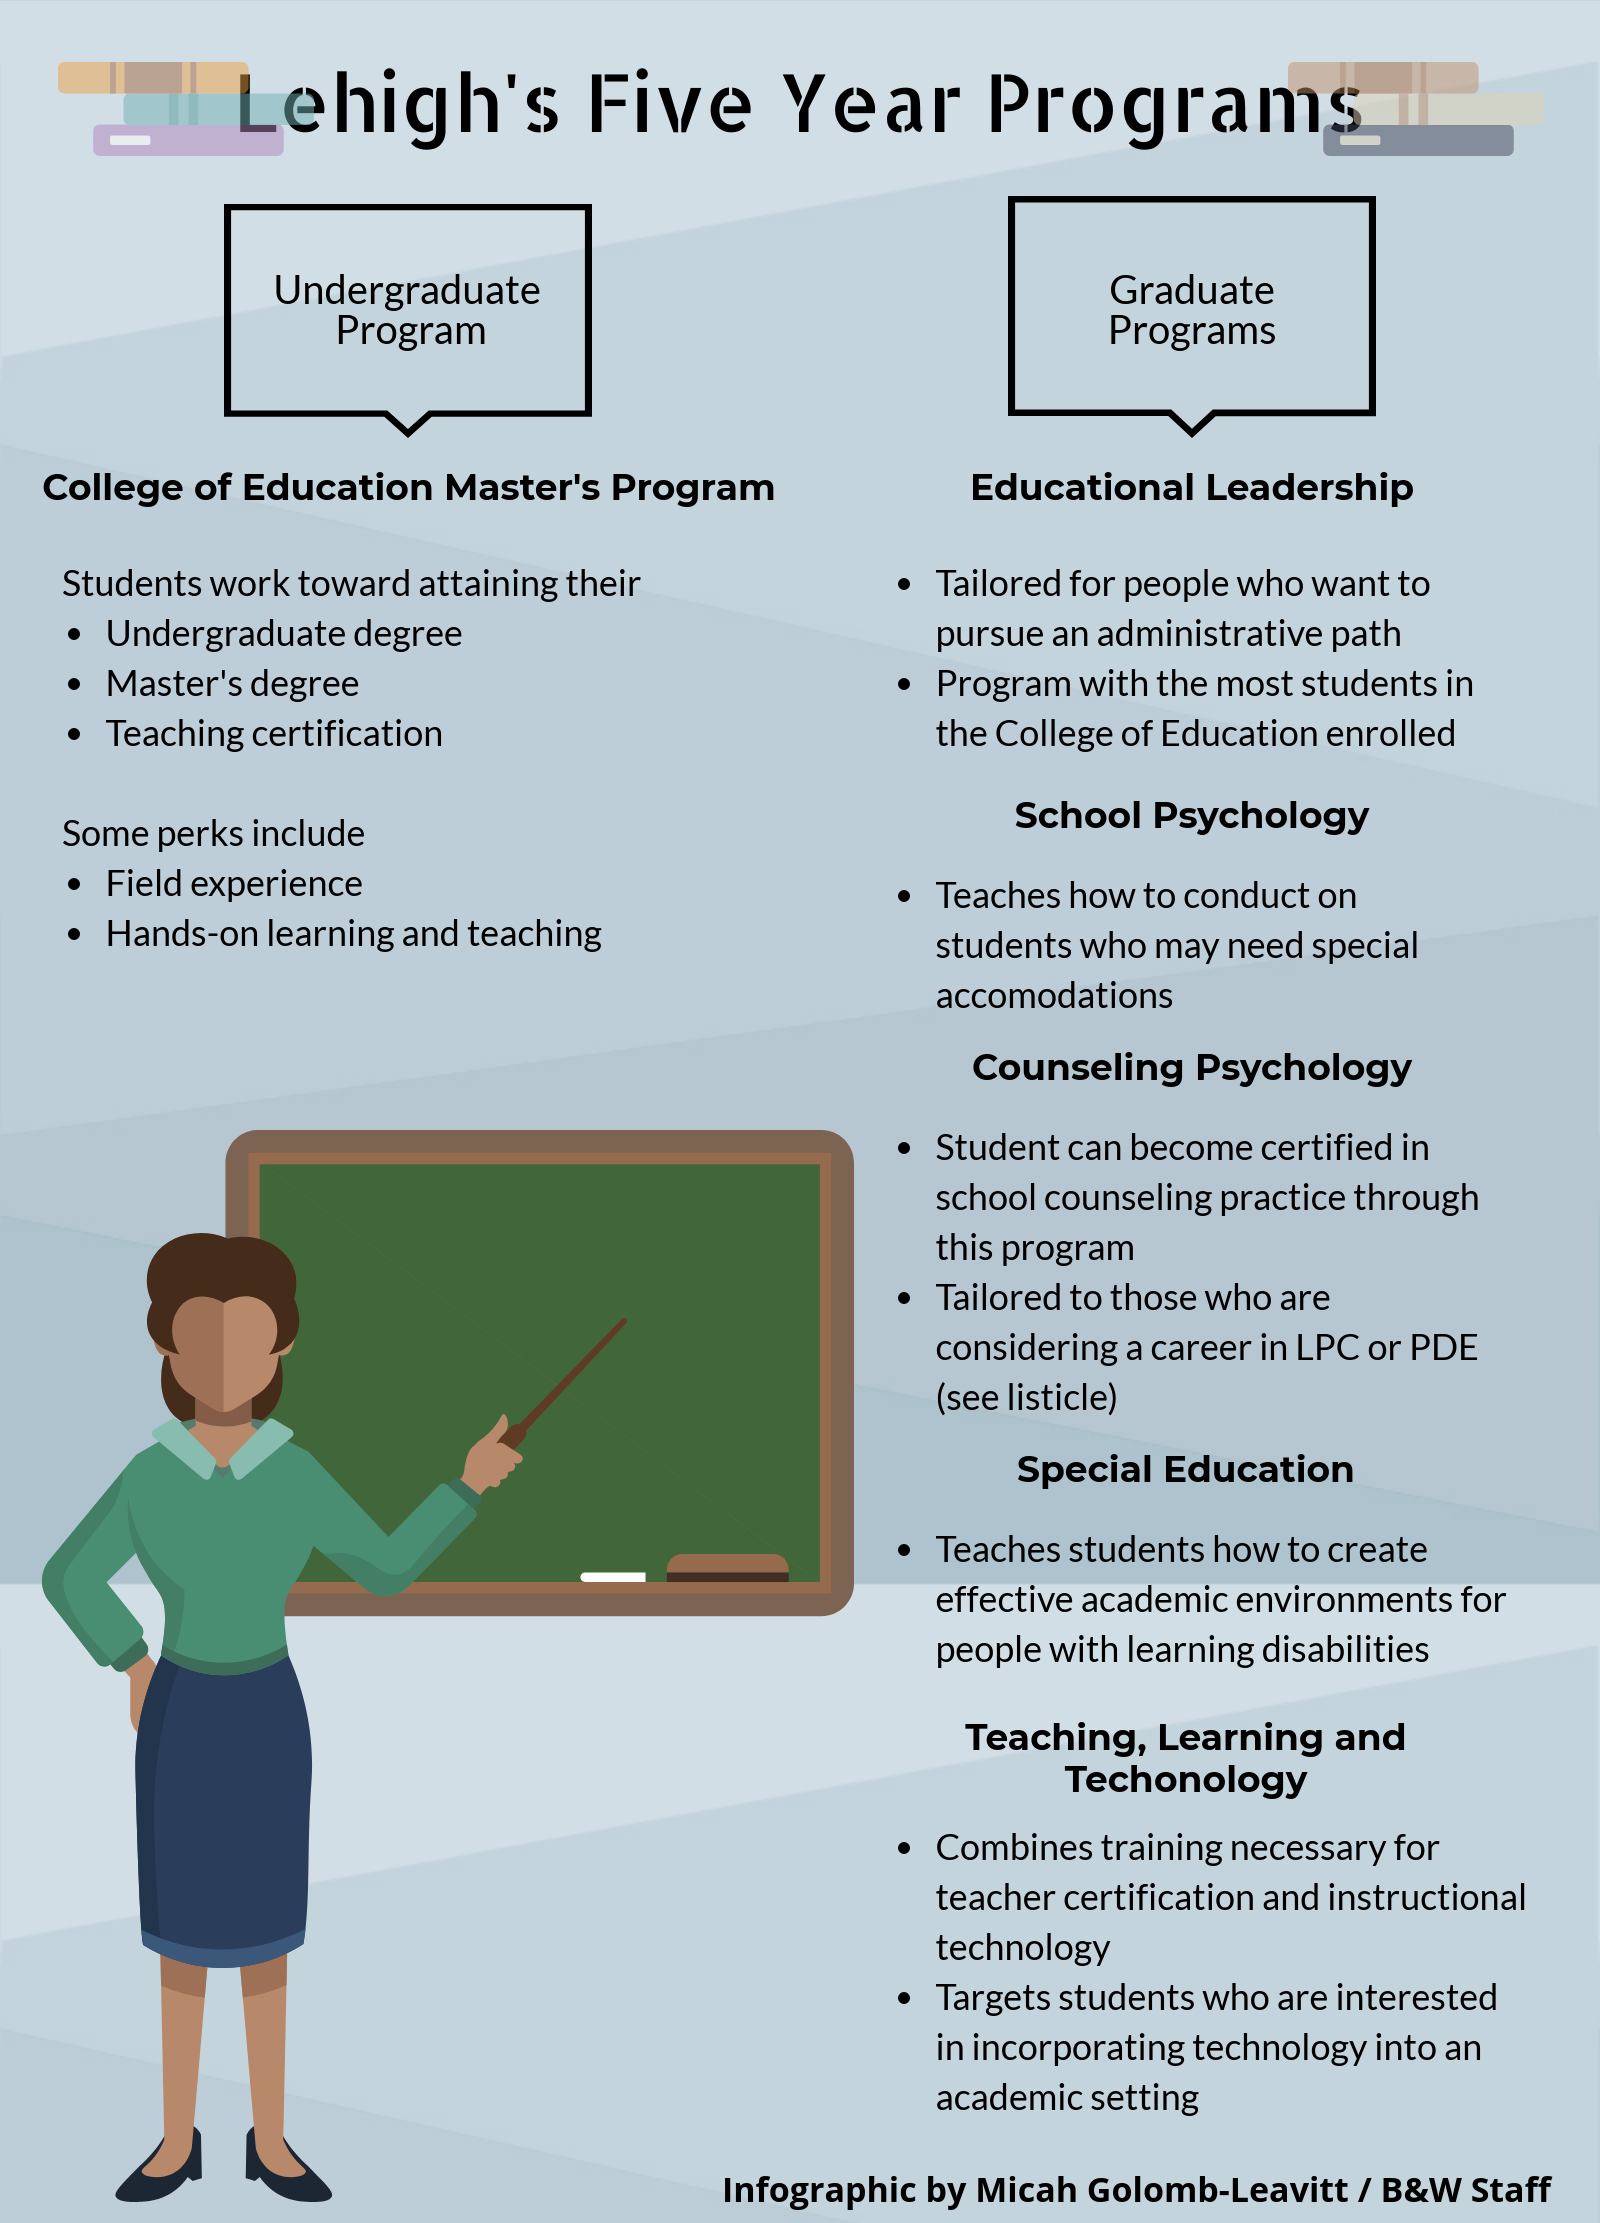 Lehigh's Five Year Programs
Undergraduate
Program
College of Education Master's Program
Students work toward attaining their
• Undergraduate degree
• Master's degree
• Teaching certification
Some perks include
• Field experience
• Hands-on learning and teaching
Graduate
Programs
Educational Leadership
• Tailored for people who want to
pursue an administrative path
• Program with the most students in
the College of Education enrolled
School Psychology
• Teaches how to conduct on
students who may need special
accomodations
Counseling Psychology
• Student can become certified in
school counseling practice through
this program
• Tailored to those who are
considering a career in LPC or PDE
(see listicle)
Special Education
• Teaches students how to create
effective academic environments for
people with learning disabilities
Teaching, Learning and
Techonology
• Combines training necessary for
teacher certification and instructional
technology
• Targets students who are interested
in incorporating technology into an
academic setting
Infographic by Micah Golomb-Leavitt / B&W Staff